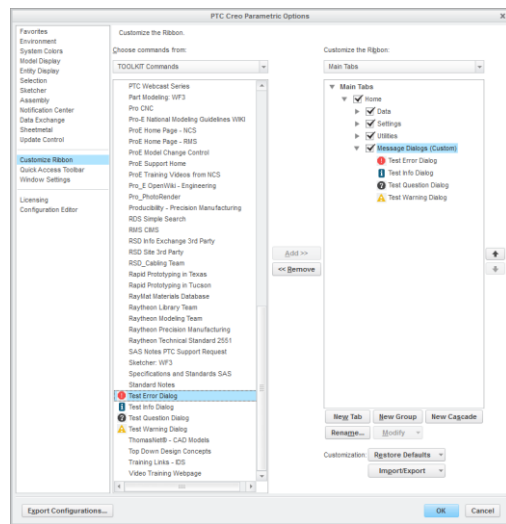 PTC Creo Parametric Options
x
Favorites
Environment
System Colors
Model Display
Entity Display
Selection
Sketcher
Assembly
Notification Center
Data Exchange
Sheetmetal
Update Control
Customize Ribbon
Quick Access Toolbar
Window Settings
Licensing
Configuration Editor
Customize the Ribbon.
Choose commands from:
TOOLKIT Commands
PTC Webcast Series
Part Modeling: WF3
Pro CNC
Pro-E National Modeling Guidelines WIKI
ProE Home Page - NCS
ProE Home Page - RMS
ProE Model Change Control
ProE Support Home
ProE Training Videos from NCS
Pro_E OpenWiki - Engineering
Pro_PhotoRender
Producibility - Precision Manufacturing
RDS Simple Search
RMS CIMS
RSD Info Exchange 3rd Party
RSD Site 3rd Party
RSD_Cabling Team
Rapid Prototyping in Texas
Rapid Prototyping in Tucson
RayMat Materials Database
Raytheon Library Team
Raytheon Modeling Team
Raytheon Precision Manufacturing
Raytheon Technical Standard 2551
SAS Notes PTC Support Request
Sketcher: WF3
Specifications and Standards SAS
Standard Notes
Test Error Dialog
Test Info Dialog
Test Question Dialog
Test Warning Dialog
ThomasNet® - CAD Models
Top Down Design Concepts
Training Links - IDS
Video Training Webpage
Add >>
<< Remove
Customize the Ribbon:
Main Tabs
Main Tabs
Home
Data
Settings
Utilities
Message Dialogs (Custom)
Test Error Dialog
Test Info Dialog
Test Question Dialog
Test Warning Dialog
New Tab New Group New Cascade
Rename... Modify
Customization: Restore Defaults
Import/Export
Export Configurations...
OK Cancel